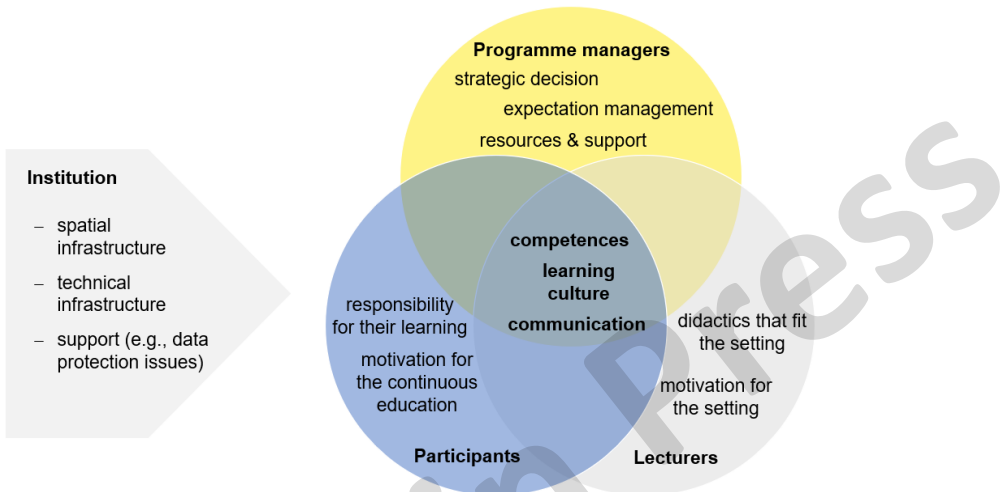 Programme managers
strategic decision
expectation management
resources & support
Institution
– spatial
infrastructure
– technical
infrastructure
– support (e.g., data
protection issues)
competences
learning
culture
communication
responsibility
for their learning
motivation for
the continuous
education
Participants
didactics that fit
the setting
motivation for
the setting
Lecturers
in Press